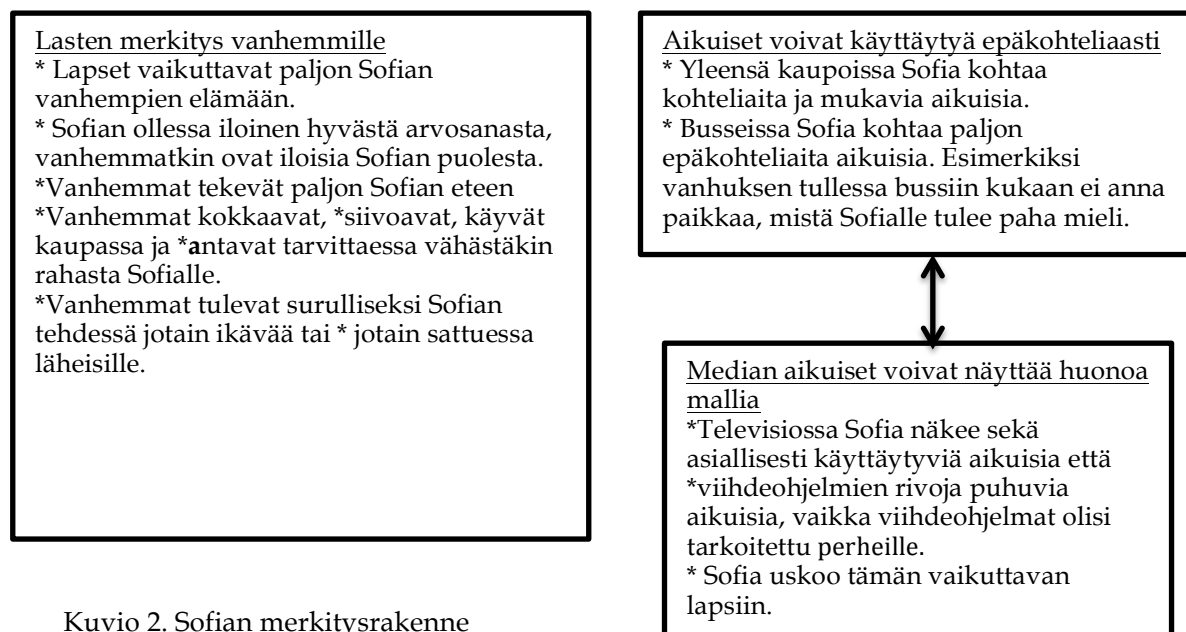 Lasten merkitys vanhemmille
* Lapset vaikuttavat paljon Sofian
vanhempien elämään.
* Sofian ollessa iloinen hyvästä arvosanasta,
vanhemmatkin ovat iloisia Sofian puolesta.
*Vanhemmat tekevät paljon Sofian eteen
*Vanhemmat kokkaavat, *siivoavat, käyvät
kaupassa ja *antavat tarvittaessa vähästäkin
rahasta Sofialle.
*Vanhemmat tulevat surulliseksi Sofian
tehdessä jotain ikävää tai * jotain sattuessa
läheisille.
Aikuiset voivat käyttäytyä epäkohteliaasti
* Yleensä kaupoissa Sofia kohtaa
kohteliaita ja mukavia aikuisia.
* Busseissa Sofia kohtaa paljon
epäkohteliaita aikuisia. Esimerkiksi
vanhuksen tullessa bussiin kukaan ei anna
paikkaa, mistä Sofialle tulee paha mieli.
Median aikuiset voivat näyttää huonoa
mallia
*Televisiossa Sofia näkee sekä
asiallisesti käyttäytyviä aikuisia että
*viihdeohjelmien rivoja puhuvia
aikuisia, vaikka viihdeohjelmat olisi
tarkoitettu perheille.
* Sofia uskoo tämän vaikuttavan
lapsiin.
Kuvio 2. Sofian merkitysrakenne